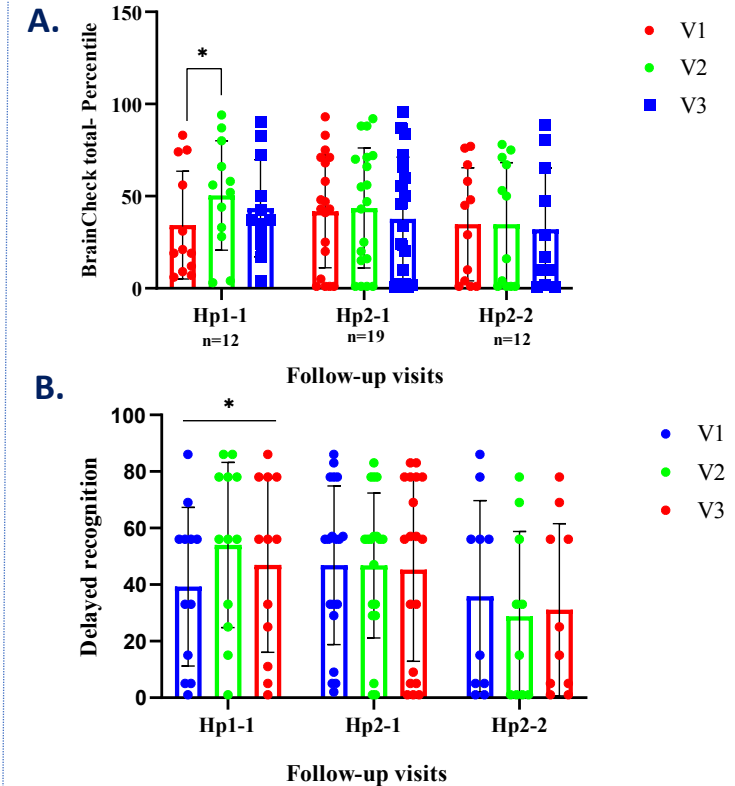 A.
BrainCheck total- Percentile
150
100
50
0
*
V1
V2
V3
Hp1-1
n=12
Hp2-1
n=19
Hp2-2
n=12
Follow-up visits
B.
Delayed recognition
100
80
60
40
20
0
*
V1
V2
V3
Hp1-1
Hp2-1
Hp2-2
Follow-up visits